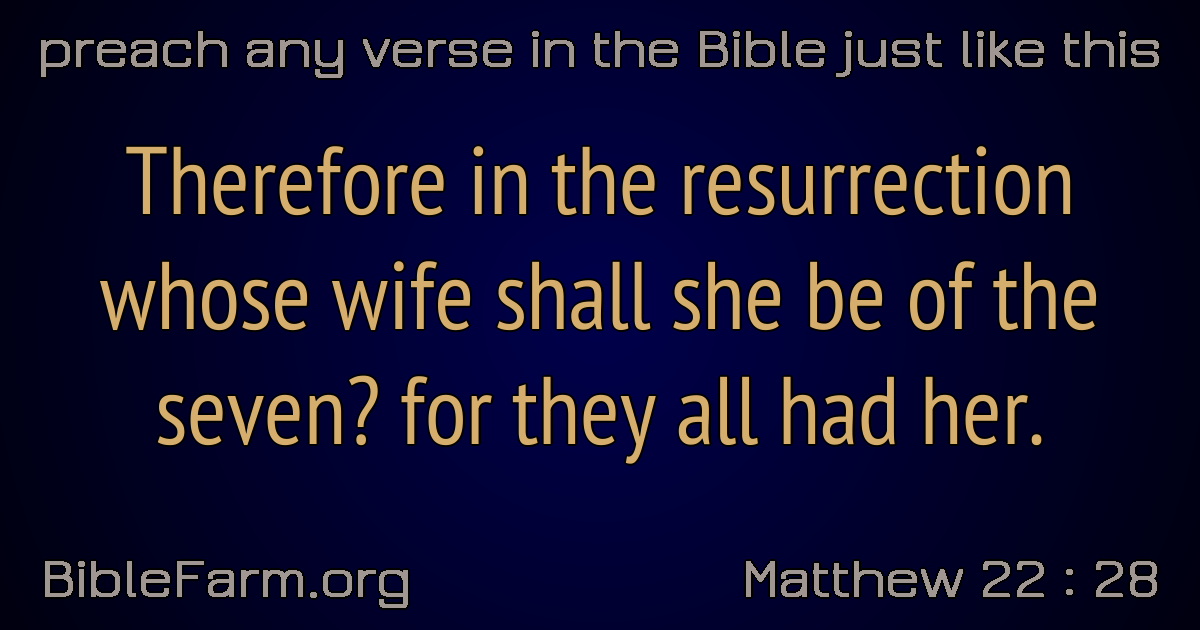 preach any verse in the Bible just like this
Therefore in the resurrection
whose wife shall she be of the
seven? for they all had her.
BibleFarm.org
Matthew 22 : 28